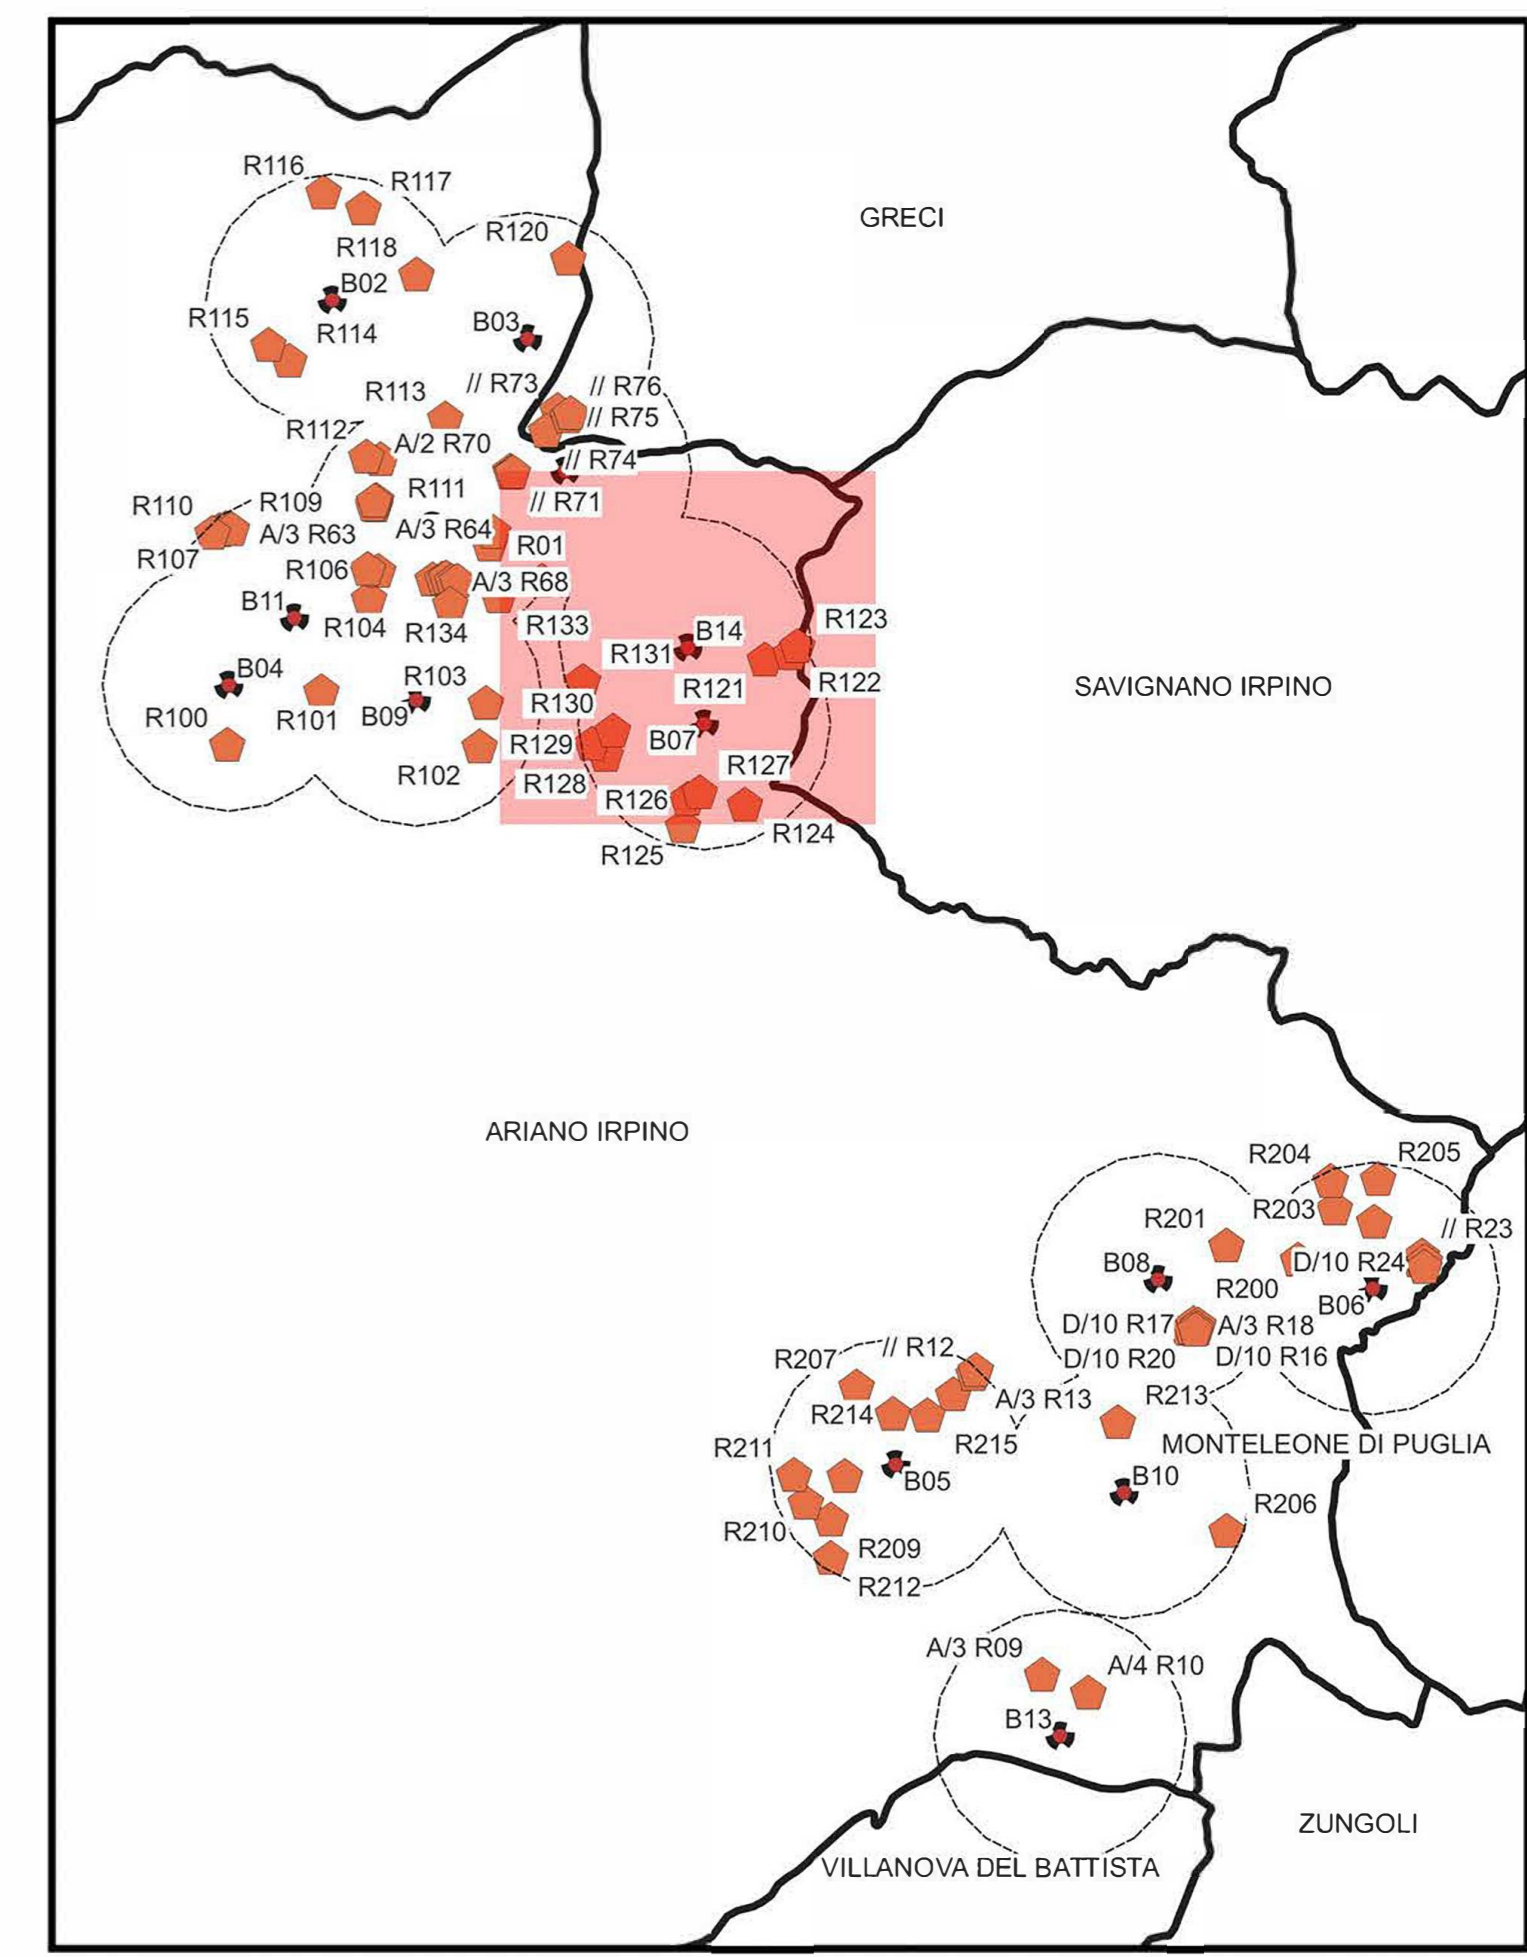 R116
R117
GRECI
R120
R118
B02
R115
B03
R114
// R73
// R76
R113
// R75
R112
A/2 R70
// R74
R111
R110
R109
// R71
A/3 R64
A/3 R63
R01
R107
R106
A/3 R68
B11
R123
R104
R134
R133
B14
R131
B04
R103
R122
R121
SAVIGNANO IRPINO
R130
R100
R101
B09
R129
B07
R127
R102
R128
R126
R124
R125
ARIANO IRPINO
R204
R205
R203
R201
// R23
B08
D/10 R24
R200
B06
D/10 R17
A/3 R18
// R12
R207
D/10 R20
D/10 R16
A/3 R13
R213
R214
R215
MONTELEONE DI PUGLIA
R211
B05
B10
R206
R210
R209
R212
A/3 R09
A/4 R10
B13
ZUNGOLI
VILLANOVA DEL BATTISTA